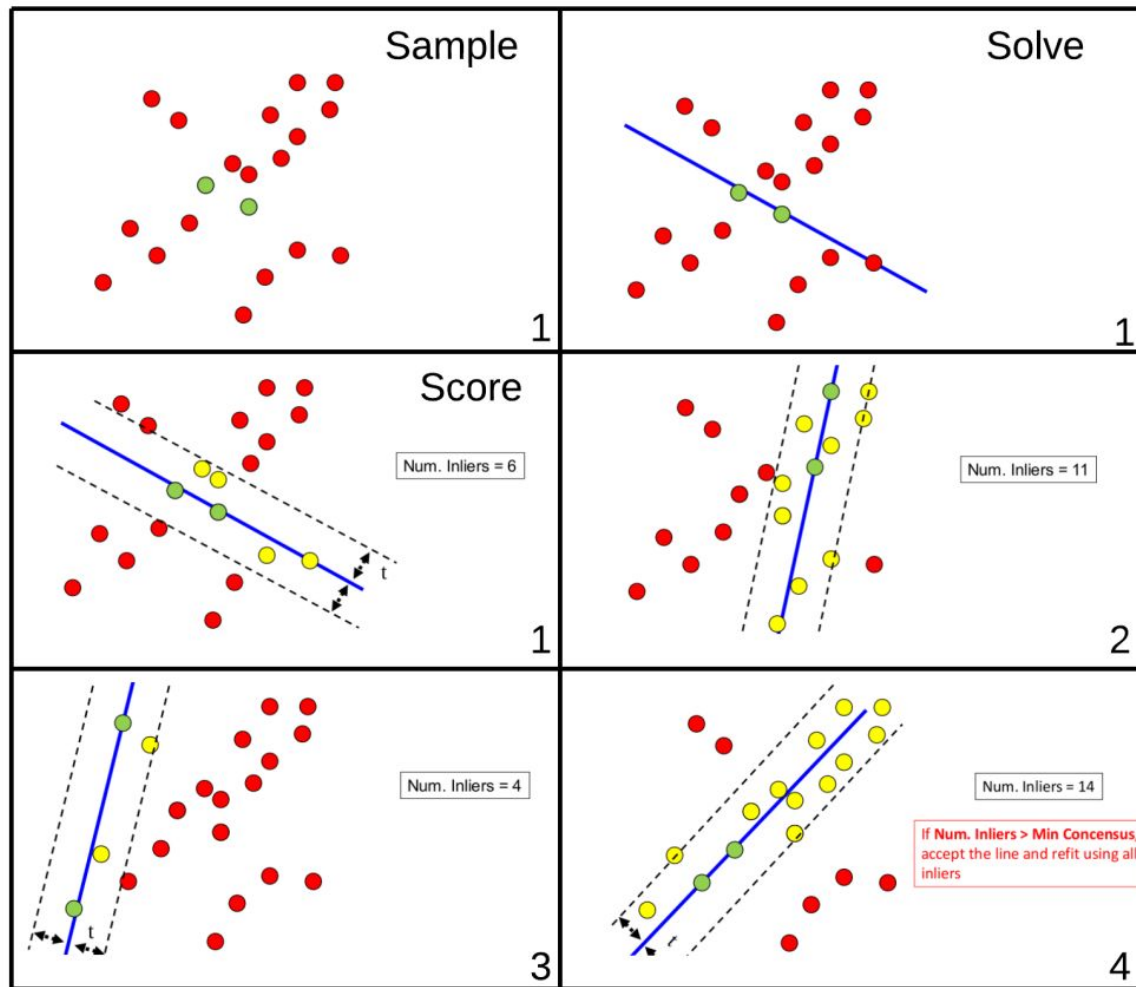 Sample
1
Solve
1
Score
Num. Inliers = 6
t
1
Num. Inliers = 11
2
Num. Inliers = 4
t
3
Num. Inliers = 14
If Num. Inliers > Min Concensus,
accept the line and refit using all
inliers
t
4